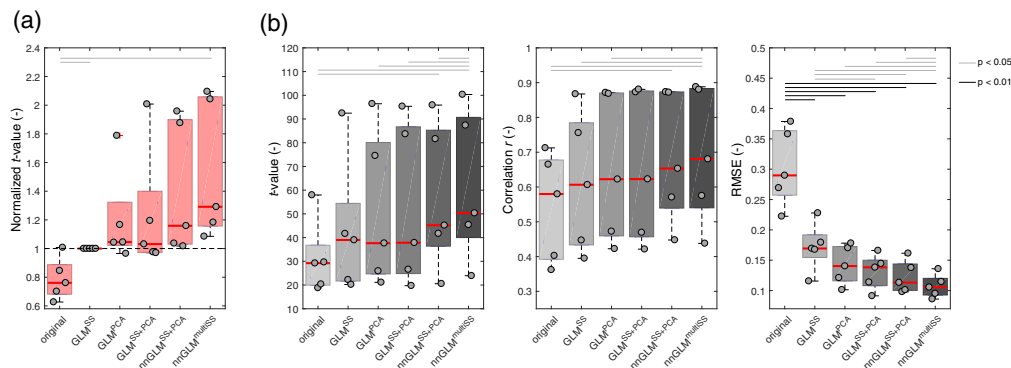 (a)
Normalized t-value (-)
2.4
2.2
2
1.8
1.6
1.4
1.2
1
0.8
0.6
original
GLM^SS
GLM^PCA
GLM^SS+PCA
nnGLM^SS+PCA
nnGLM^multiSS
(b)
t-value (-)
120
110
100
90
80
70
60
50
40
30
20
10
0
original
GLM^SS
GLM^PCA
GLM^SS+PCA
nnGLM^SS+PCA
nnGLM^multiSS
Correlation r (-)
1
0.9
0.8
0.7
0.6
0.5
0.4
0.3
original
GLM^SS
GLM^PCA
GLM^SS+PCA
nnGLM^SS+PCA
nnGLM^multiSS
RMSE (-)
0.5
0.45
0.4
0.35
0.3
0.25
0.2
0.15
0.1
original
GLM^SS
GLM^PCA
GLM^SS+PCA
nnGLM^SS+PCA
nnGLM^multiSS
p < 0.05
p < 0.01